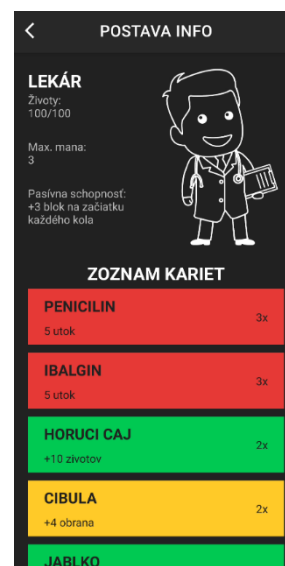 POSTAVA INFO
LEKÁR
Životy:
100/100
Max. mana:
3
Pasívna schopnosť:
+3 blok na začiatku
každého kola
ZOZNAM KARIET
PENICILIN
3x
5 utok
IBALGIN
3x
5 utok
HORUCI CAJ
2x
+10 zivotov
CIBULA
2x
+4 obrana
JABLKO